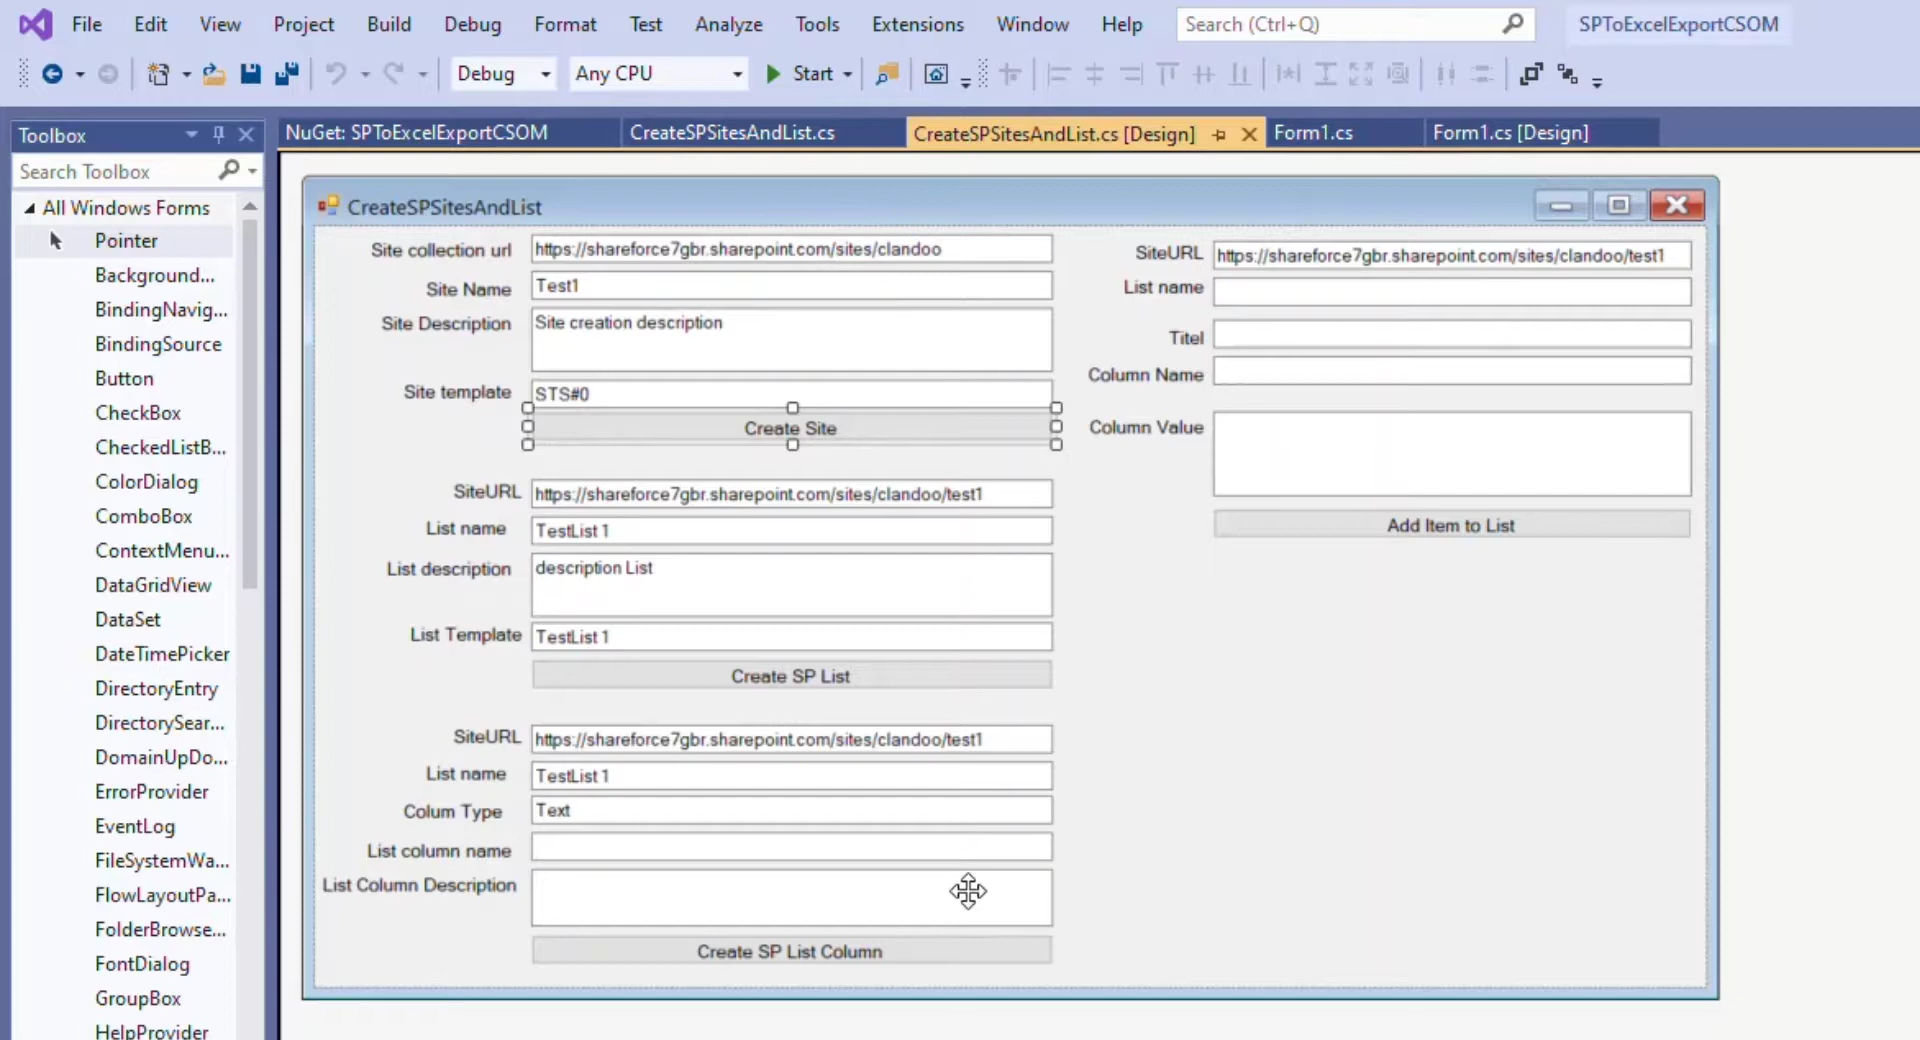 File Edit View Project Build Debug Format Test Analyze Tools Extensions Window Help Search (Ctrl+Q) SPToExcelExportCSOM
Debug Any CPU Start
Toolbox
Search Toolbox
All Windows Forms
Pointer
Background...
BindingNavig...
BindingSource
Button
CheckBox
CheckedListB...
ColorDialog
ComboBox
ContextMenu...
DataGridView
DataSet
DateTimePicker
DirectoryEntry
DirectorySear...
DomainUpDo...
ErrorProvider
EventLog
FileSystemWa...
FlowLayoutPa...
FolderBrowse...
FontDialog
GroupBox
HelpProvider
NuGet: SPToExcelExportCSOM CreateSPSitesAndList.cs CreateSPSitesAndList.cs [Design] Form1.cs Form1.cs [Design]
CreateSPSitesAndList
Site collection url https://shareforce7gbr.sharepoint.com/sites/clandoo
Site Name Test1
Site Description Site creation description
Site template STS#0
Create Site
SiteURL https://shareforce7gbr.sharepoint.com/sites/clandoo/test1
List name TestList 1
List description description List
List Template TestList 1
Create SP List
SiteURL https://shareforce7gbr.sharepoint.com/sites/clandoo/test1
List name TestList 1
Colum Type Text
List column name
List Column Description
Create SP List Column
SiteURL https://shareforce7gbr.sharepoint.com/sites/clandoo/test1
List name
Titel
Column Name
Column Value
Add Item to List